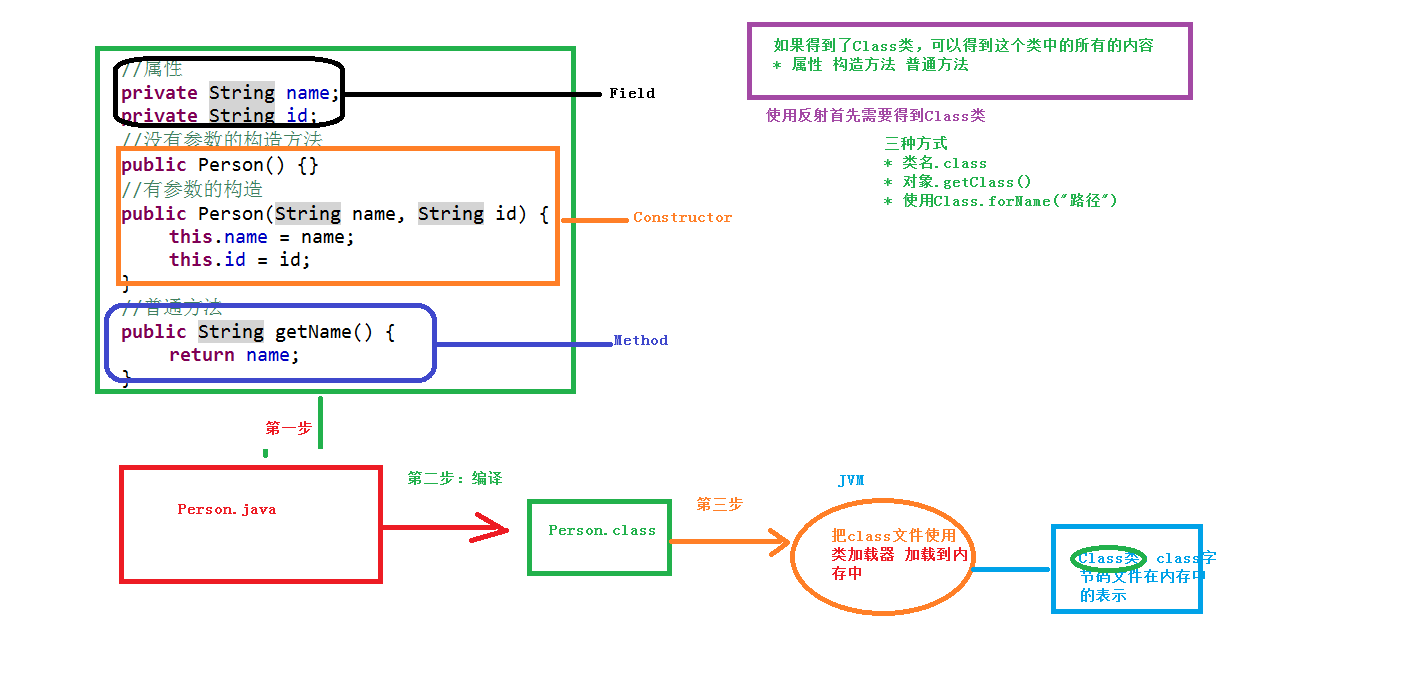 //属性
private String name;
private String id;
Field
//没有参数的构造方法
public Person() {}
//有参数的构造
public Person(String name, String id) {
this.name = name;
this.id = id;
}
Constructor
//普通方法
public String getName() {
return name;
}
Method
如果得到了Class类，可以得到这个类中的所有的内容
* 属性 构造方法 普通方法
使用反射首先需要得到Class类
三种方式
* 类名.class
* 对象.getClass()
* 使用Class.forName("路径")
第一步
Person.java
第二步：编译
Person.class
第三步
JVM
把class文件使用
类加载器 加载到内
存中
Class类 class字
节码文件在内存中
的表示